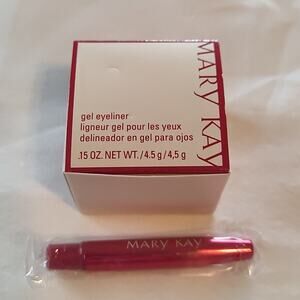 gel eyeliner
ligneur gel pour les yeux
delineador en gel para ojos
.15 OZ. NET WT./4.5 g/4,5 g
MARY KAY
MARY KAY